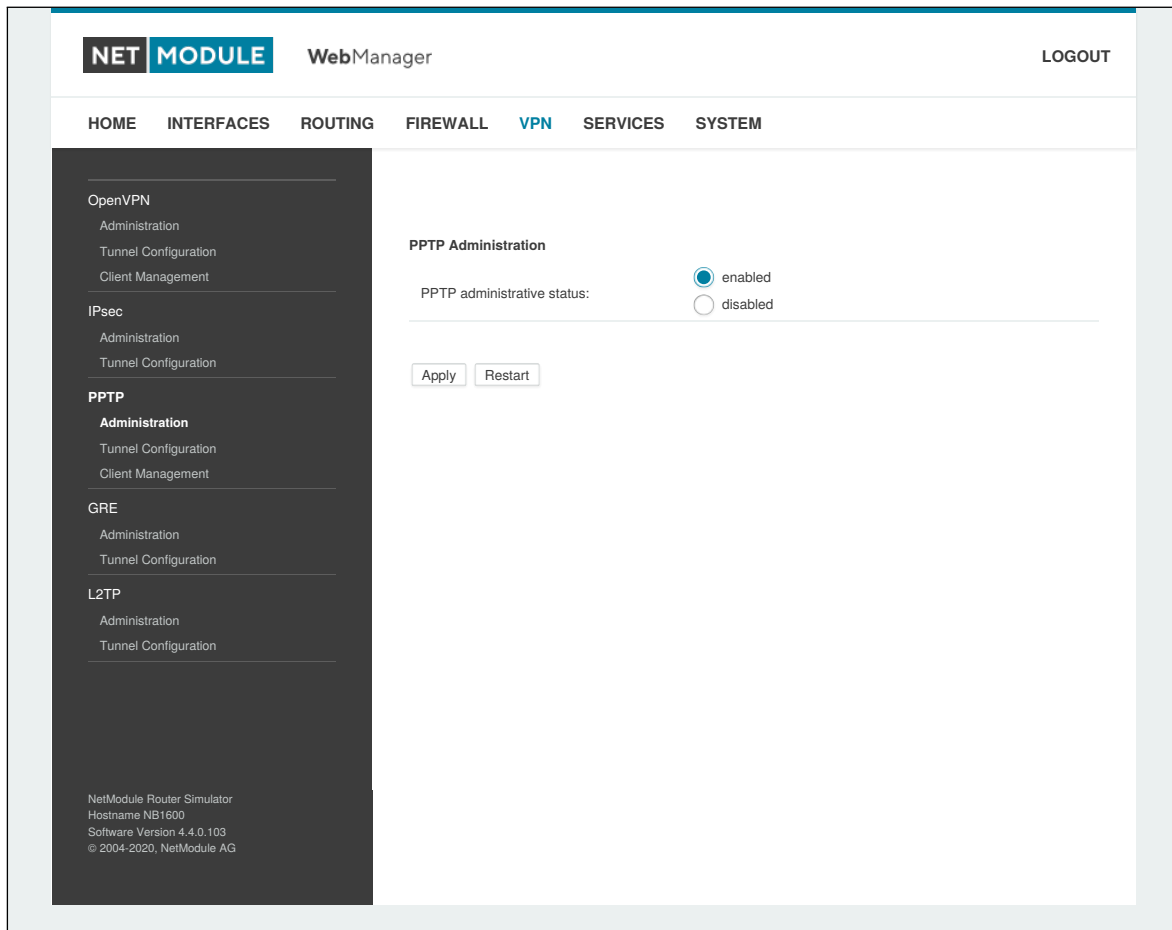 NET MODULE WebManager LOGOUT
HOME INTERFACES ROUTING FIREWALL VPN SERVICES SYSTEM
OpenVPN
Administration
Tunnel Configuration
Client Management
IPsec
Administration
Tunnel Configuration
PPTP
Administration
Tunnel Configuration
Client Management
GRE
Administration
Tunnel Configuration
L2TP
Administration
Tunnel Configuration
NetModule Router Simulator
Hostname NB1600
Software Version 4.4.0.103
© 2004-2020, NetModule AG
PPTP Administration
PPTP administrative status:
enabled
disabled
Apply Restart